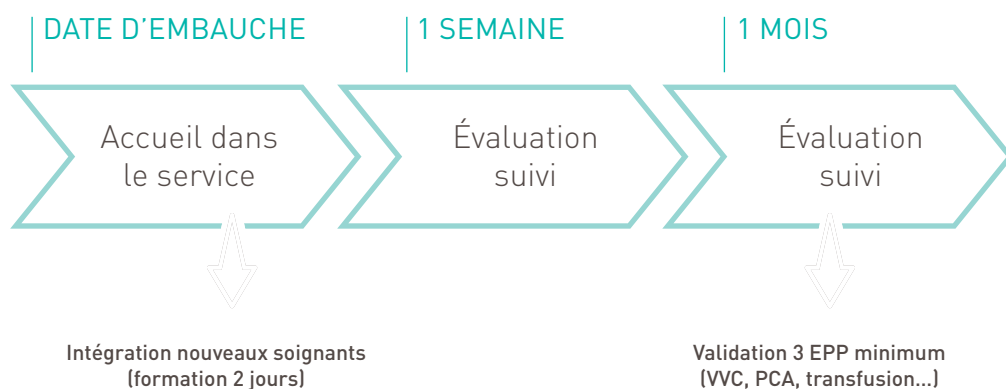 DATE D’EMBAUCHE
1 SEMAINE
1 MOIS
Accueil dans
le service
Évaluation
suivi
Évaluation
suivi
Intégration nouveaux soignants
(formation 2 jours)
Validation 3 EPP minimum
(VVC, PCA, transfusion...)